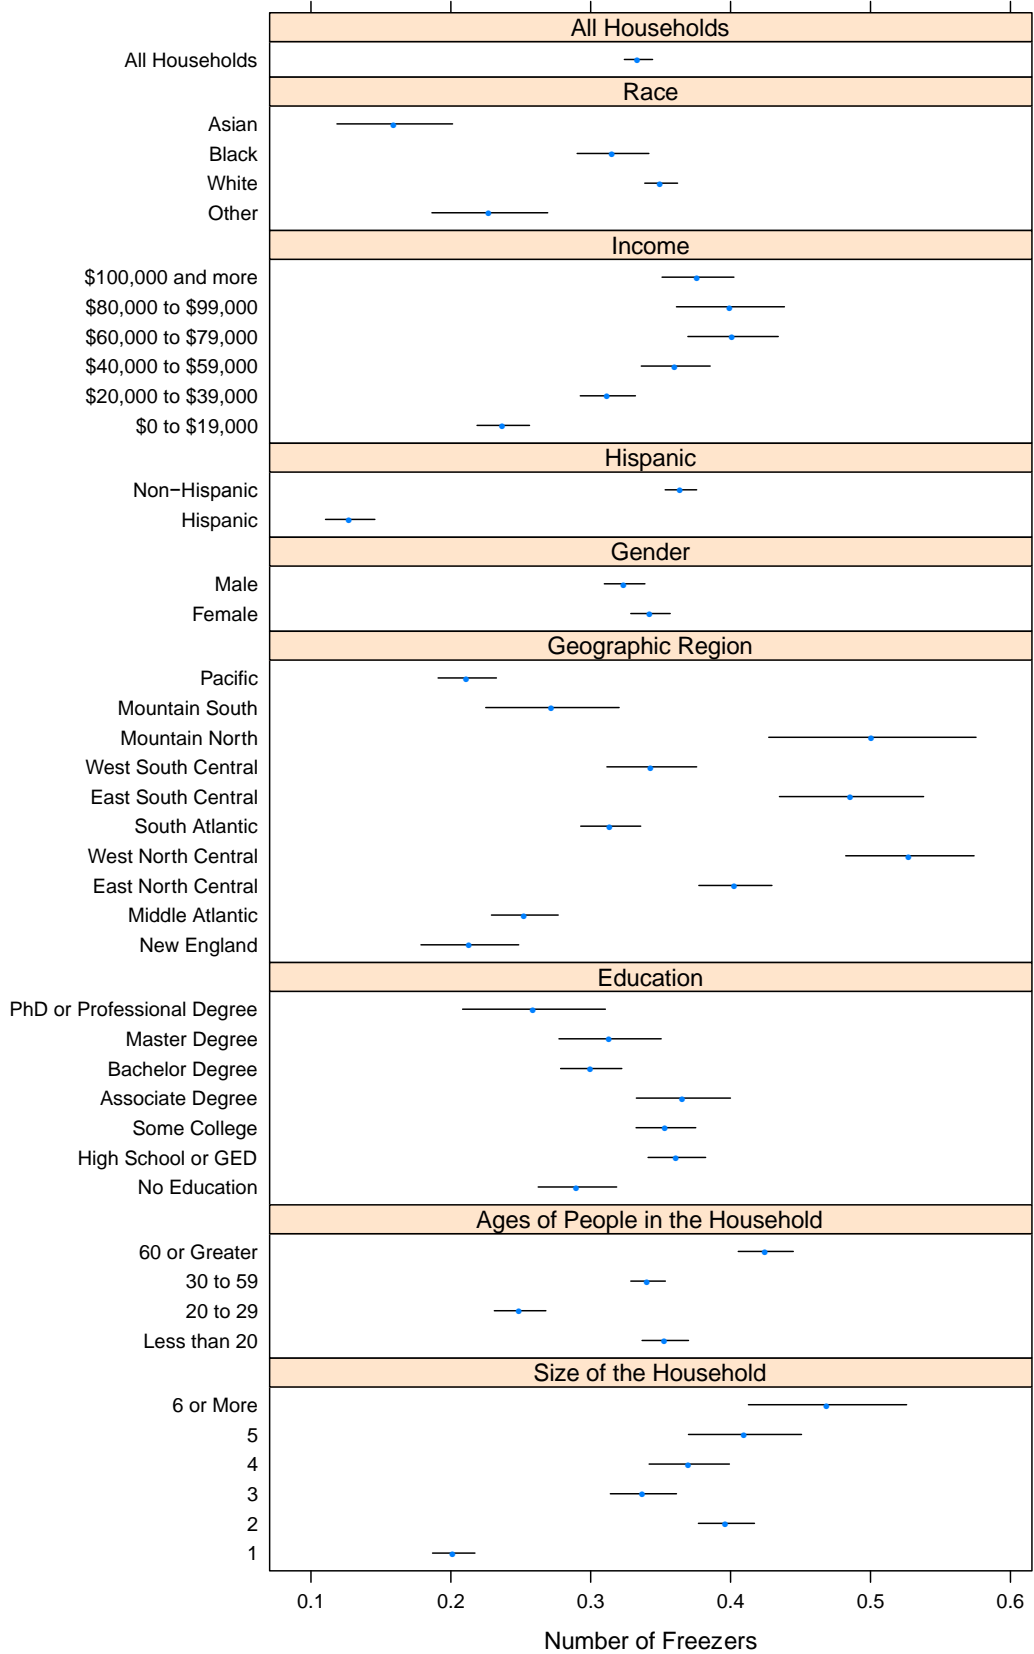 All Households
All Households
Race
Asian
Black
White
Other
Income
$100,000 and more
$80,000 to $99,000
$60,000 to $79,000
$40,000 to $59,000
$20,000 to $39,000
$0 to $19,000
Hispanic
Non−Hispanic
Hispanic
Gender
Male
Female
Geographic Region
Pacific
Mountain South
Mountain North
West South Central
East South Central
South Atlantic
West North Central
East North Central
Middle Atlantic
New England
Education
PhD or Professional Degree
Master Degree
Bachelor Degree
Associate Degree
Some College
High School or GED
No Education
Ages of People in the Household
60 or Greater
30 to 59
20 to 29
Less than 20
Size of the Household
6 or More
5
4
3
2
1
0.1 0.2 0.3 0.4 0.5 0.6
Number of Freezers